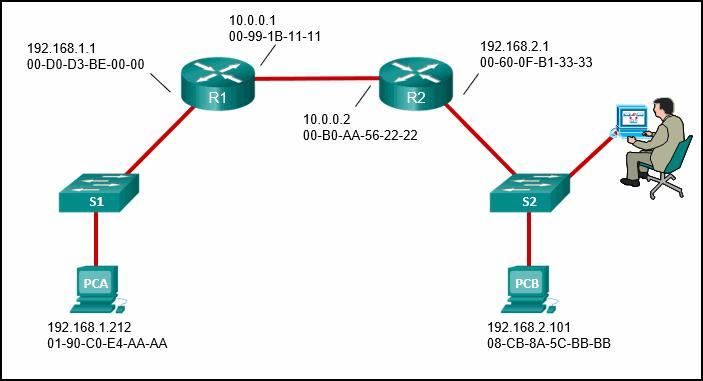 10.0.0.1
00-99-1B-11-11
192.168.1.1
00-D0-D3-BE-00-00
192.168.2.1
00-60-0F-B1-33-33
R1
R2
10.0.0.2
00-B0-AA-56-22-22
S1
S2
PCA
PCB
192.168.1.212
01-90-C0-E4-AA-AA
192.168.2.101
08-CB-8A-5C-BB-BB